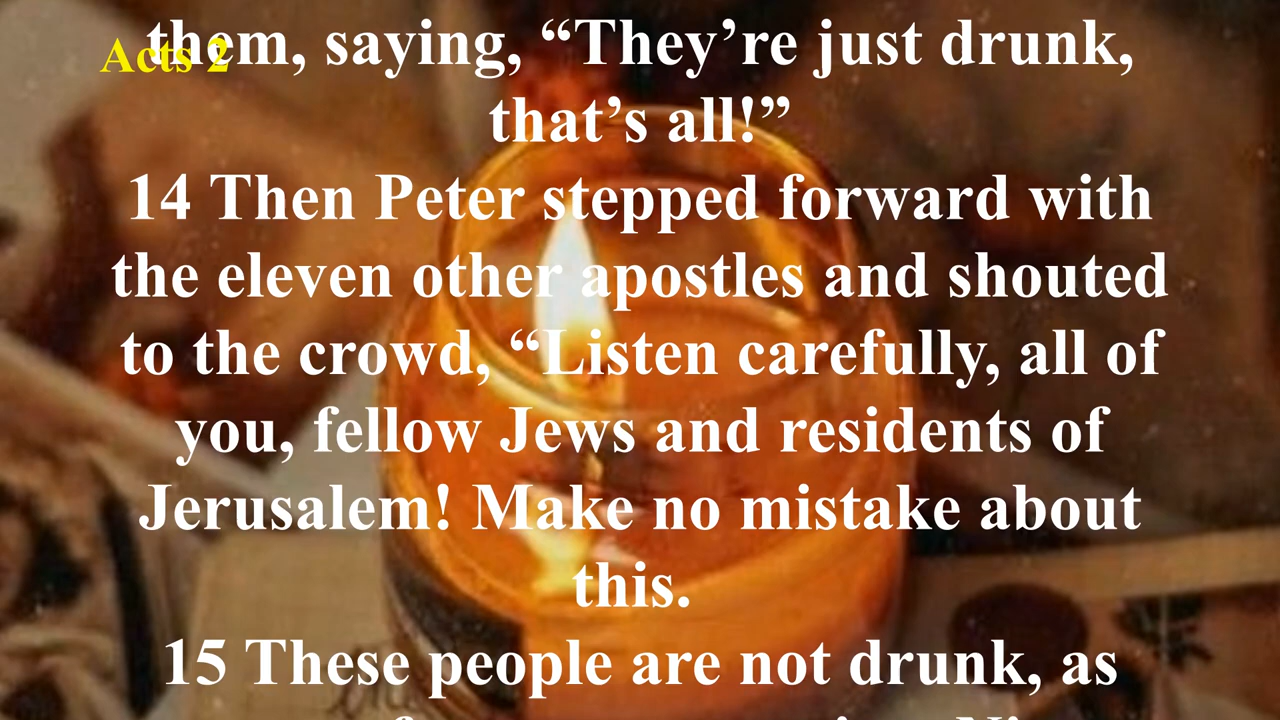 Acts 2
them, saying, “They’re just drunk,
that’s all!”
14 Then Peter stepped forward with
the eleven other apostles and shouted
to the crowd, “Listen carefully, all of
you, fellow Jews and residents of
Jerusalem! Make no mistake about
this.
15 These people are not drunk, as